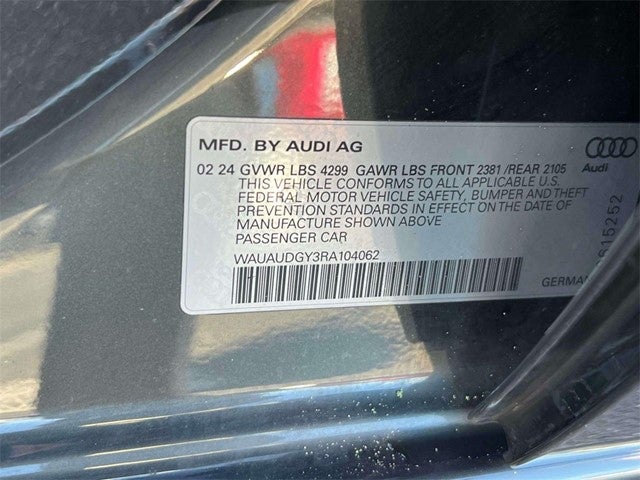 MFD. BY AUDI AG
02 24 GVWR LBS 4299 GAWR LBS FRONT 2381 /REAR 2105
THIS VEHICLE CONFORMS TO ALL APPLICABLE U.S.
FEDERAL MOTOR VEHICLE SAFETY, BUMPER AND THEFT
PREVENTION STANDARDS IN EFFECT ON THE DATE OF
MANUFACTURE SHOWN ABOVE
PASSENGER CAR
WAUAUDGY3RA104062
Audi